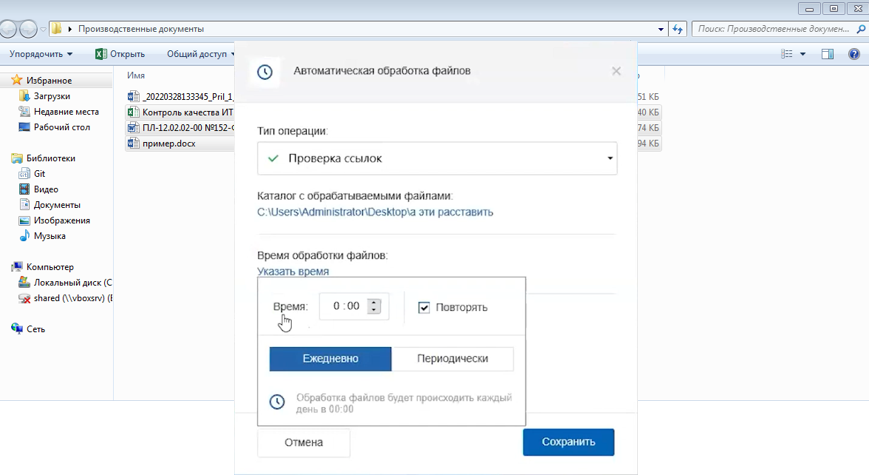 Производственные документы
Поиск: Производственные докумен...
Упорядочить
Открыть
Общий доступ
Избранное
Загрузки
Недавние места
Рабочий стол
Библиотеки
Git
Видео
Документы
Изображения
Музыка
Компьютер
Локальный диск (C
shared (\\vboxsrv) (
Сеть
Имя
_20220328133345_Pril_1_
51 КБ
Контроль качества ИТ
40 КБ
ПЛ-12.02.02-00 №152-Ф
74 КБ
пример.docx
94 КБ
Автоматическая обработка файлов
Тип операции:
Проверка ссылок
Каталог с обрабатываемыми файлами:
C:\Users\Administrator\Desktop\а эти расставить
Время обработки файлов:
Указать время
Время: 0 :00 Повторять
Ежедневно Периодически
Обработка файлов будет происходить каждый
день в 00:00
Отмена Сохранить